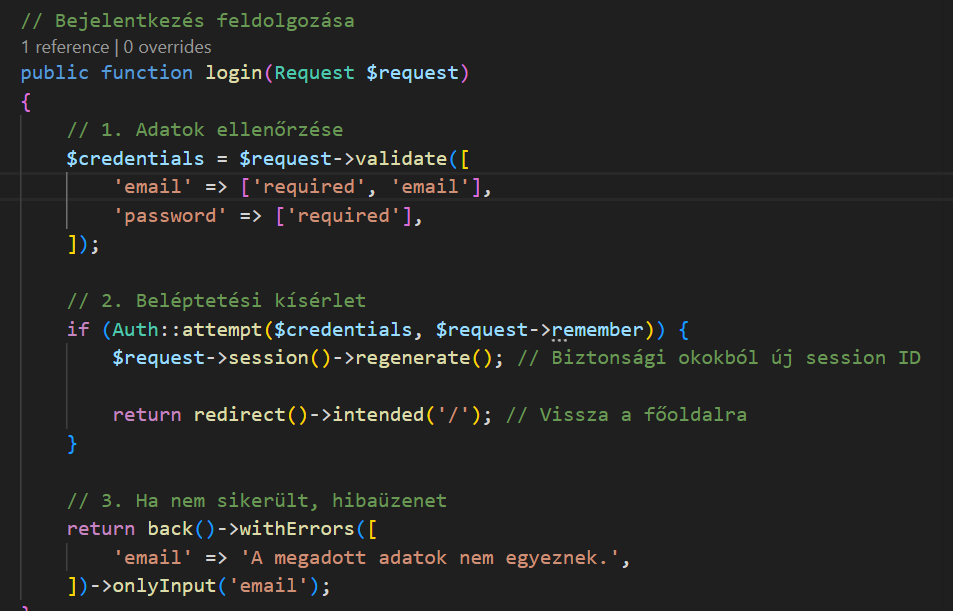 // Bejelentkezés feldolgozása
1 reference | 0 overrides
public function login(Request $request)
{
    // 1. Adatok ellenőrzése
    $credentials = $request->validate([
        'email' => ['required', 'email'],
        'password' => ['required'],
    ]);

    // 2. Beléptetési kísérlet
    if (Auth::attempt($credentials, $request->remember)) {
        $request->session()->regenerate(); // Biztonsági okokból új session ID

        return redirect()->intended('/'); // Vissza a főoldalra
    }

    // 3. Ha nem sikerült, hibaüzenet
    return back()->withErrors([
        'email' => 'A megadott adatok nem egyeznek.',
    ])->onlyInput('email');
}